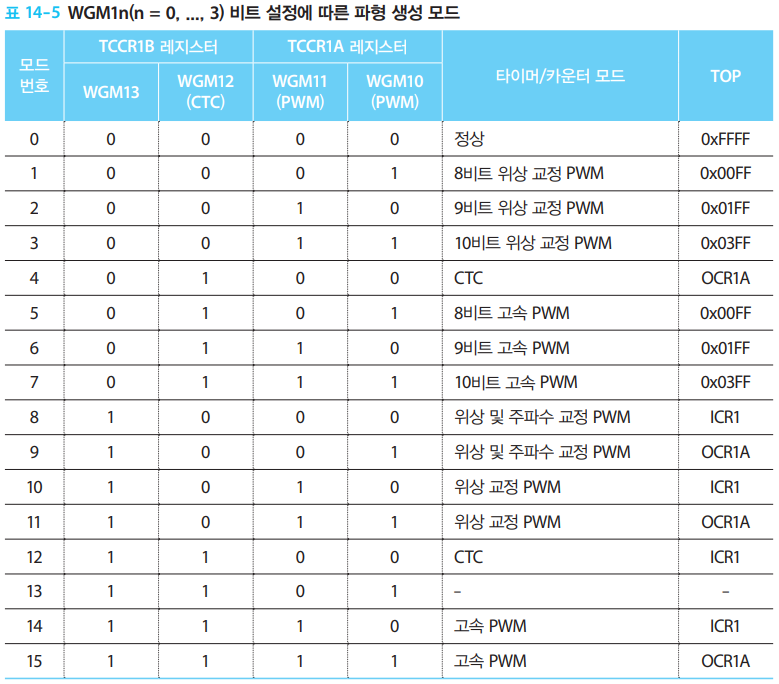 표 14-5 WGM1n(n = 0, ..., 3) 비트 설정에 따른 파형 생성 모드
모드 번호 TCCR1B 레지스터 TCCR1A 레지스터 타이머/카운터 모드 TOP
WGM13 WGM12 (CTC) WGM11 (PWM) WGM10 (PWM)
0 0 0 0 0 정상 0xFFFF
1 0 0 0 1 8비트 위상 교정 PWM 0x00FF
2 0 0 1 0 9비트 위상 교정 PWM 0x01FF
3 0 0 1 1 10비트 위상 교정 PWM 0x03FF
4 0 1 0 0 CTC OCR1A
5 0 1 0 1 8비트 고속 PWM 0x00FF
6 0 1 1 0 9비트 고속 PWM 0x01FF
7 0 1 1 1 10비트 고속 PWM 0x03FF
8 1 0 0 0 위상 및 주파수 교정 PWM ICR1
9 1 0 0 1 위상 및 주파수 교정 PWM OCR1A
10 1 0 1 0 위상 교정 PWM ICR1
11 1 0 1 1 위상 교정 PWM OCR1A
12 1 1 0 0 CTC ICR1
13 1 1 0 1 – –
14 1 1 1 0 고속 PWM ICR1
15 1 1 1 1 고속 PWM OCR1A